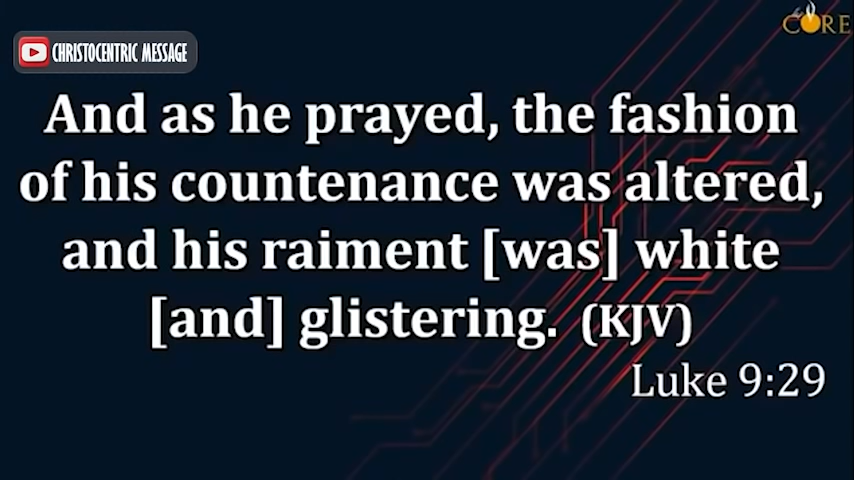 CORE
CHRISTOCENTRIC MESSAGE
And as he prayed, the fashion
of his countenance was altered,
and his raiment [was] white
[and] glistering. (KJV)
Luke 9:29